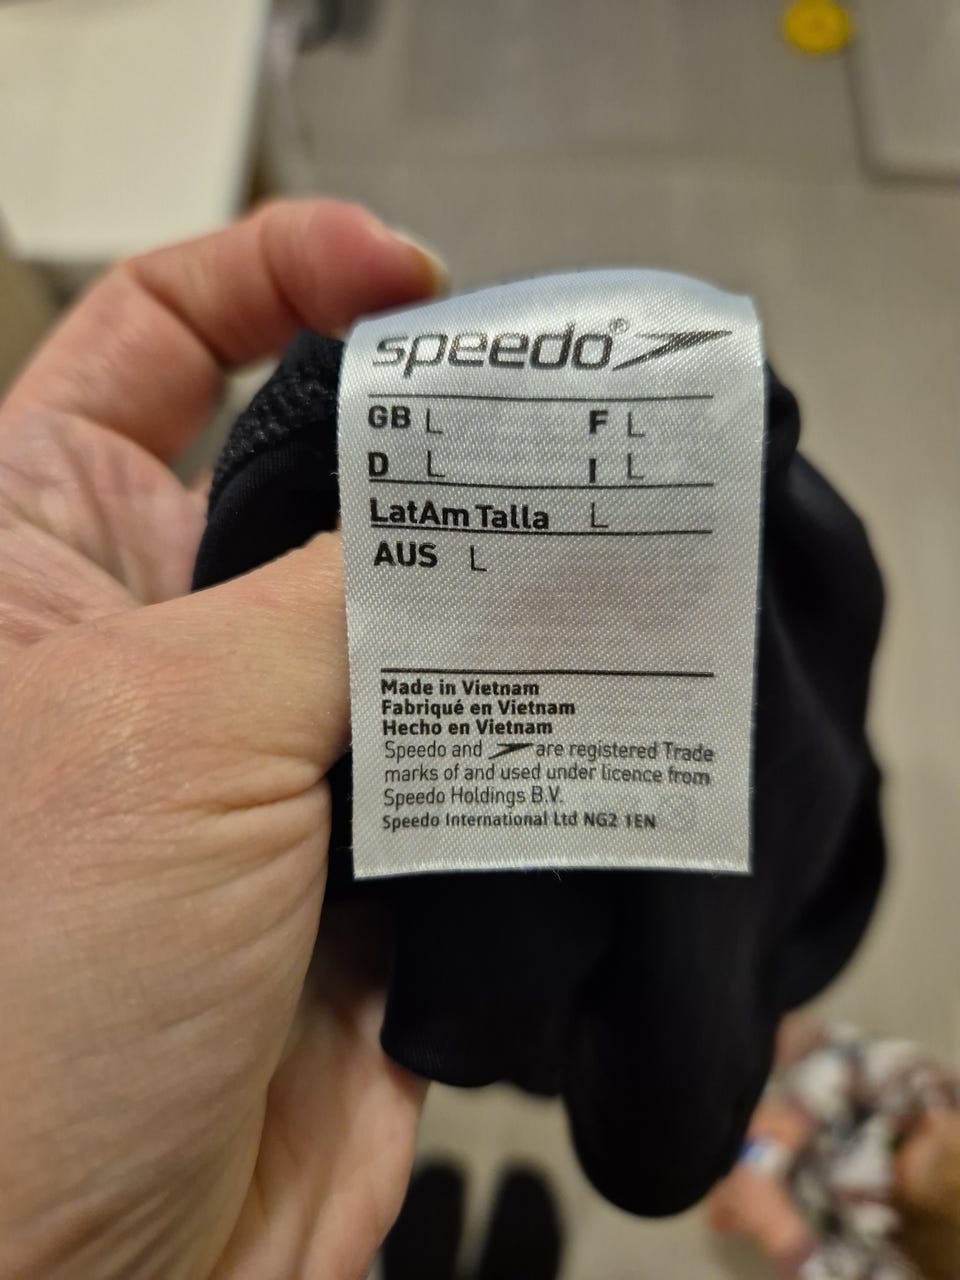 speedo®
GB L F L
D L I L
LatAm Talla L
AUS L
Made in Vietnam
Fabriqué en Vietnam
Hecho en Vietnam
Speedo and are registered Trade
marks of and used under licence from
Speedo Holdings B.V.
Speedo International Ltd NG2 1EN